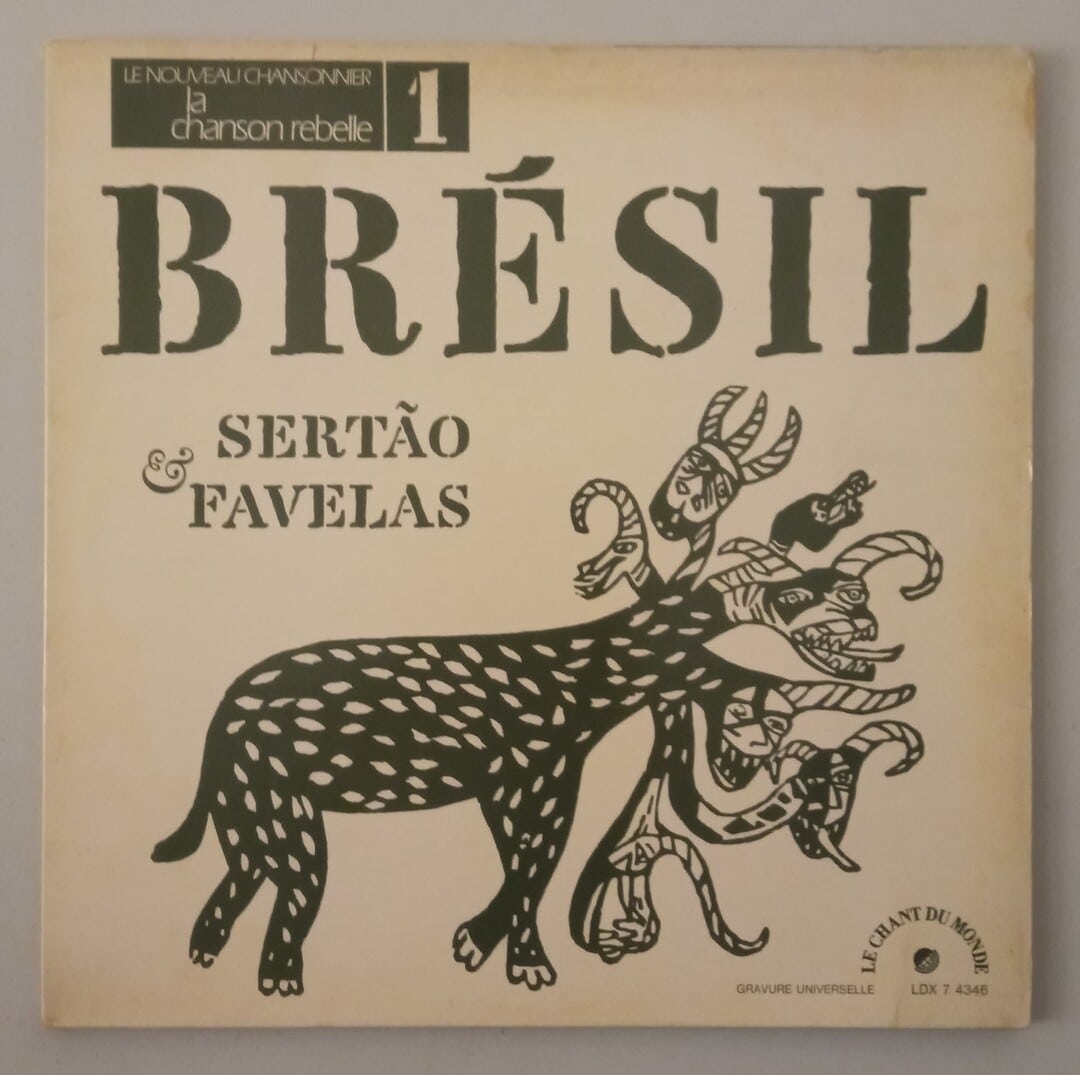 LE NOUVEAU CHANSONNIER
la
chanson rebelle
1
BRÉSIL
SERTÃO
& FAVELAS
LE CHANT DU MONDE
GRAVURE UNIVERSELLE
LDX 7 4346